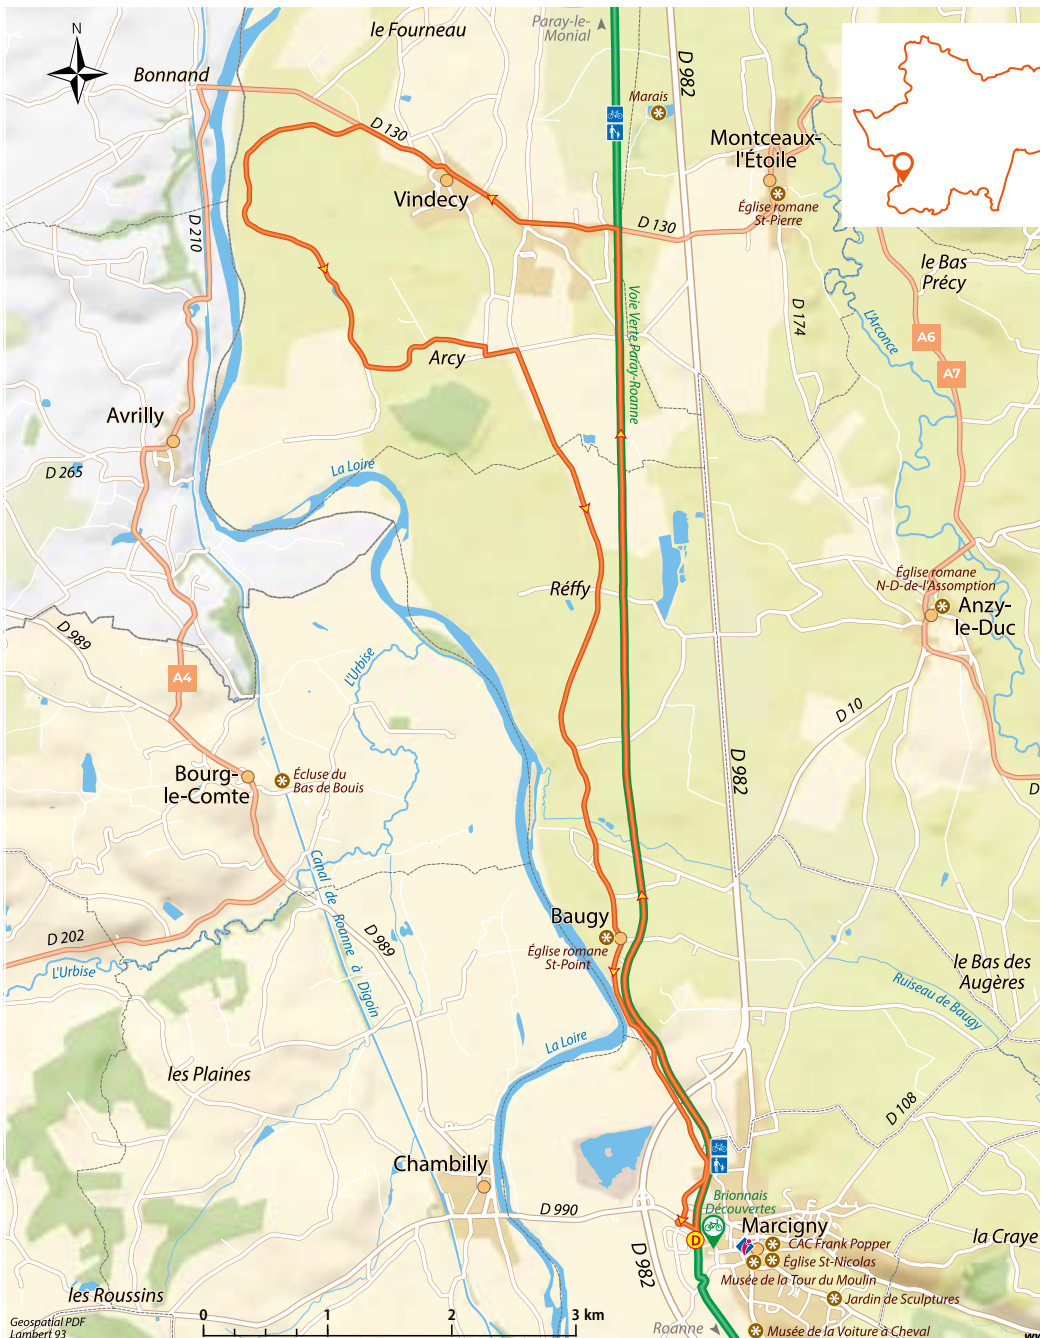 Paray-le-
Monial
le Fourneau
N
D 982
Bonnand
Marais
D 130
Montceaux-
l'Étoile
Vindecy
Église romane
St-Pierre
D 210
D 130
le Bas
Précy
Voie Verte Paray-Roanne
D 174
L'Arconce
A6
Arcy
A7
Avrilly
D 265
La Loire
Église romane
N-D-de-l'Assomption
Réffy
Anzy-
le-Duc
D 989
L'Urbise
A4
D 10
Bourg-
le-Comte
Écluse du
Bas de Bouis
D 982
D
Canal de Roanne à Digoin
Baugy
Église romane
St-Point
D 202
D 989
L'Urbise
le Bas des
Augères
Ruiseau de Baugy
La Loire
les Plaines
D 108
Chambilly
Brionnais
Découvertes
D 990
Marcigny
D
CAC Frank Popper
la Craye
D 982
Église St-Nicolas
Musée de la Tour du Moulin
les Roussins
Jardin de Sculptures
0 1 2 3 km
Geospatial PDF
Lambert 93
Roanne
Musée de la Voiture à Cheval